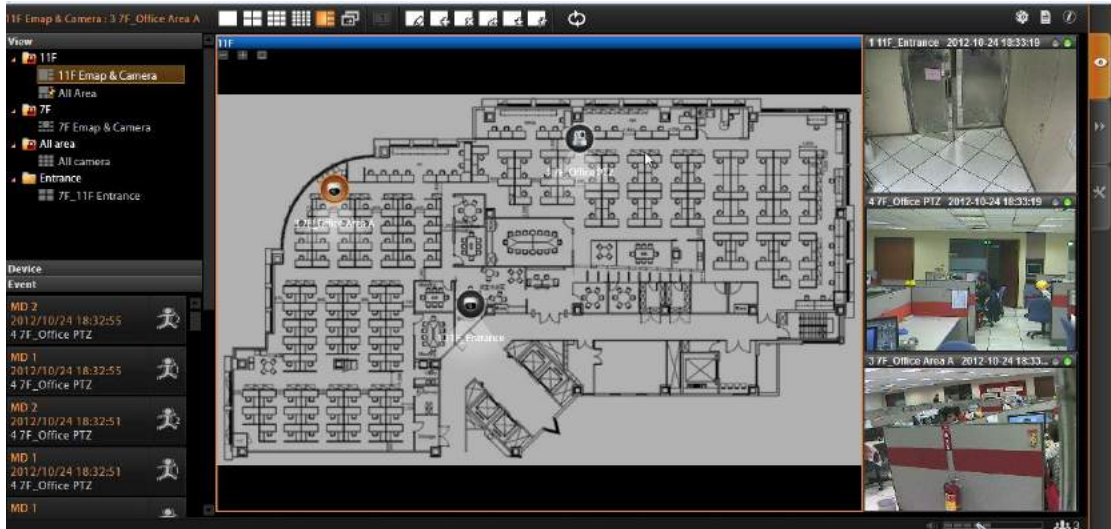 11F Emap & Camera : 3 7F_Office Area A
View
11F
11F Emap & Camera
All Area
7F
7F Emap & Camera
All area
All camera
Entrance
7F_11F Entrance
Device
Event
MD 2
2012/10/24 18:32:55
4 7F_Office PTZ
MD 1
2012/10/24 18:32:55
4 7F_Office PTZ
MD 2
2012/10/24 18:32:51
4 7F_Office PTZ
MD 1
2012/10/24 18:32:51
4 7F_Office PTZ
MD 1
11F
7F_Office PTZ
3 7F_Office Area A
1 11F_Entrance
1 11F_Entrance 2012-10-24 18:33:19
4 7F_Office PTZ 2012-10-24 18:33:19
3 7F_Office Area A 2012-10-24 18:33...
3